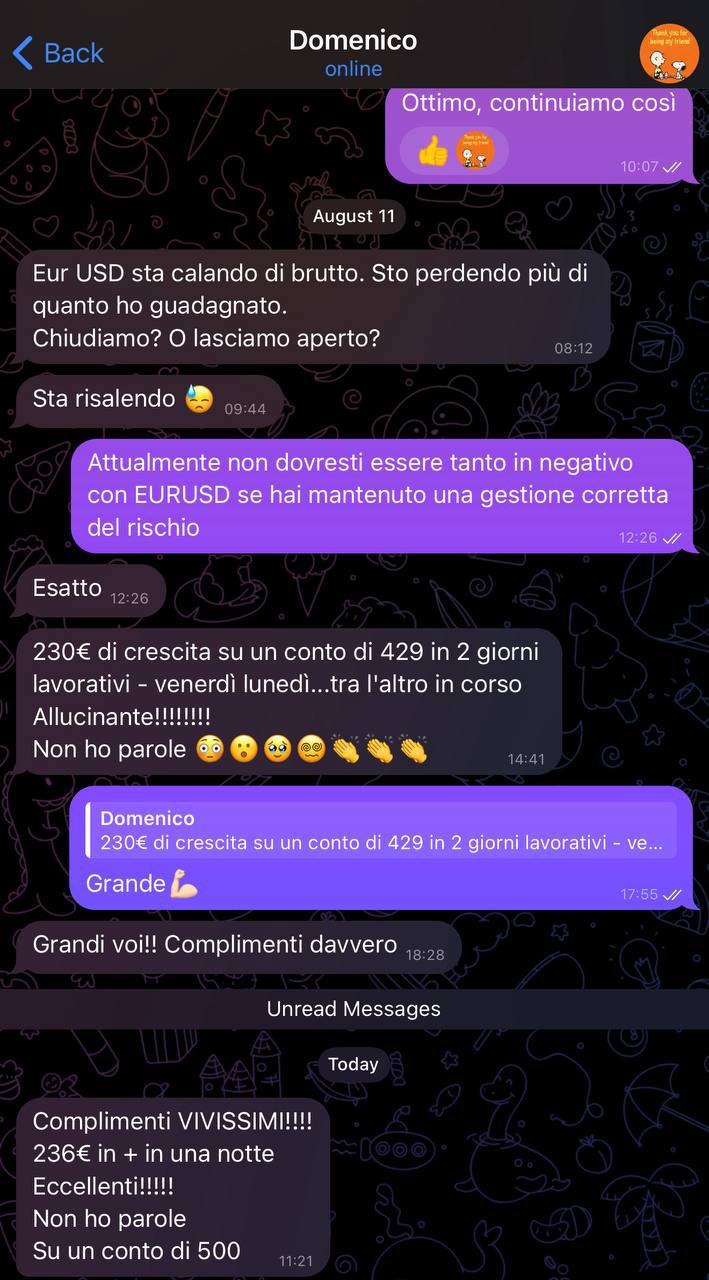 Back
Domenico
online
Thank you for
being my friend
Ottimo, continuiamo così
10:07
August 11
Eur USD sta calando di brutto. Sto perdendo più di
quanto ho guadagnato.
Chiudiamo? O lasciamo aperto?
08:12
Sta risalendo 😓 09:44
Attualmente non dovresti essere tanto in negativo
con EURUSD se hai mantenuto una gestione corretta
del rischio
12:26
Esatto 12:26
230€ di crescita su un conto di 429 in 2 giorni
lavorativi - venerdì lunedì...tra l'altro in corso
Allucinante!!!!!!!!
Non ho parole 😳😮🥹😵‍💫👏👏👏
14:41
Domenico
230€ di crescita su un conto di 429 in 2 giorni lavorativi - ve...
Grande💪🏻
17:55
Grandi voi!! Complimenti davvero 18:28
Unread Messages
Today
Complimenti VIVISSIMI!!!!
236€ in + in una notte
Eccellenti!!!!!
Non ho parole
Su un conto di 500 11:21